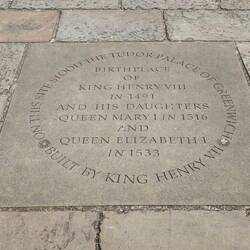 ON THIS SITE STOOD THE TUDOR PALACE OF GREENWICH
BUILT BY KING HENRY VII
BIRTHPLACE
OF
KING HENRY VIII
in 1491
AND HIS DAUGHTERS
QUEEN MARY I in 1516
AND
QUEEN ELIZABETH I
in 1533